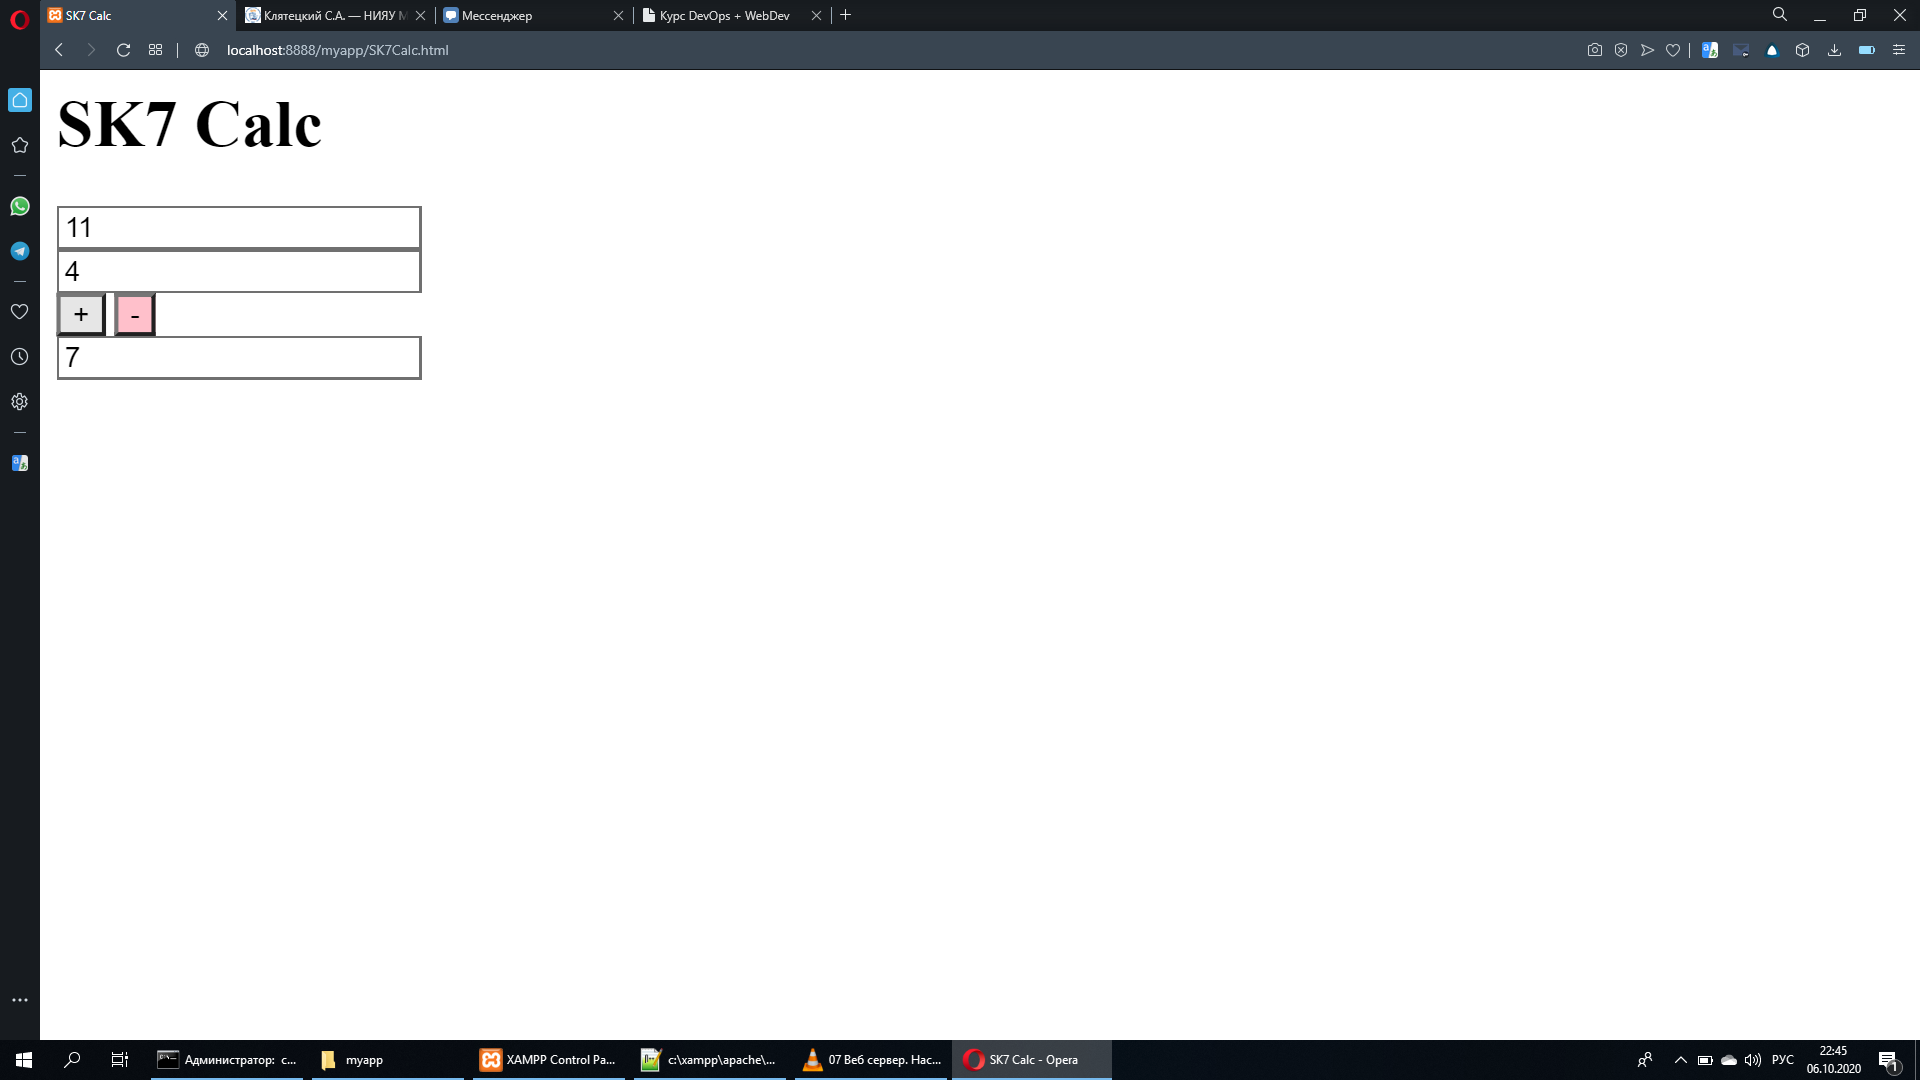 SK7 Calc
Клятецкий С.А. — НИЯУ М
Мессенджер
Курс DevOps + WebDev
localhost:8888/myapp/SK7Calc.html
SK7 Calc
11
4
+ -
7
Администратор: с...
myapp
XAMPP Control Pa...
c:\xampp\apache\...
07 Веб сервер. Нас...
SK7 Calc - Opera
РУС
22:45
06.10.2020
1